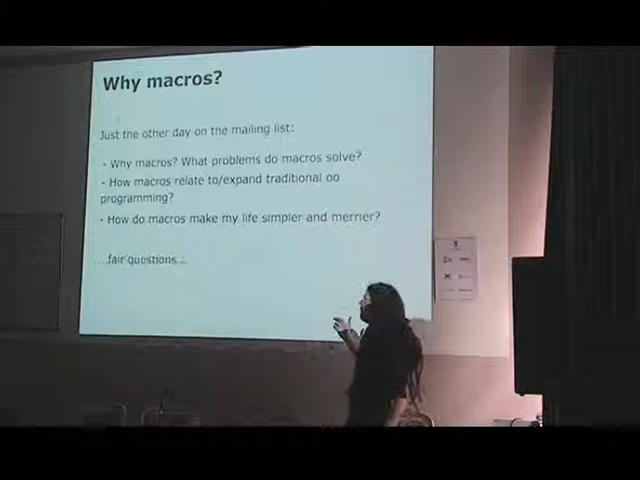 Why macros?
Just the other day on the mailing list:
- Why macros? What problems do macros solve?
- How macros relate to/expand traditional oo
programming?
- How do macros make my life simpler and merrier?
....fair questions...